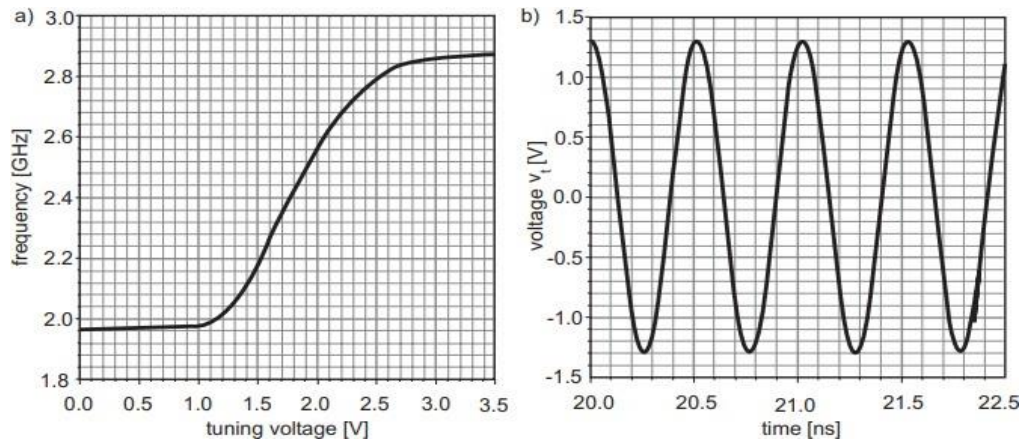 a)
3.0
2.8
2.6
2.4
2.2
2.0
1.8
frequency [GHz]
0.0 0.5 1.0 1.5 2.0 2.5 3.0 3.5
tuning voltage [V]
b)
1.5
1.0
0.5
0.0
-0.5
-1.0
-1.5
voltage vt [V]
20.0 20.5 21.0 21.5 22.5
time [ns]